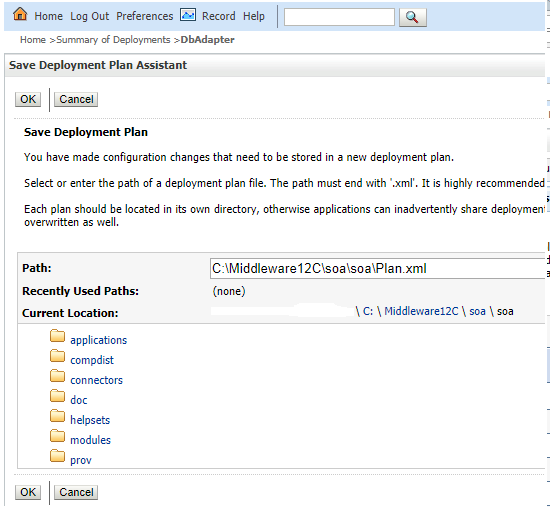 Home Log Out Preferences Record Help
Home >Summary of Deployments >DbAdapter
Save Deployment Plan Assistant
OK Cancel
Save Deployment Plan
You have made configuration changes that need to be stored in a new deployment plan.
Select or enter the path of a deployment plan file. The path must end with '.xml'. It is highly recommended
Each plan should be located in its own directory, otherwise applications can inadvertently share deployment
overwritten as well.
Path: C:\Middleware12C\soa\soa\Plan.xml
Recently Used Paths: (none)
Current Location: \ C: \ Middleware12C \ soa \ soa
applications
compdist
connectors
doc
helpsets
modules
prov
OK Cancel